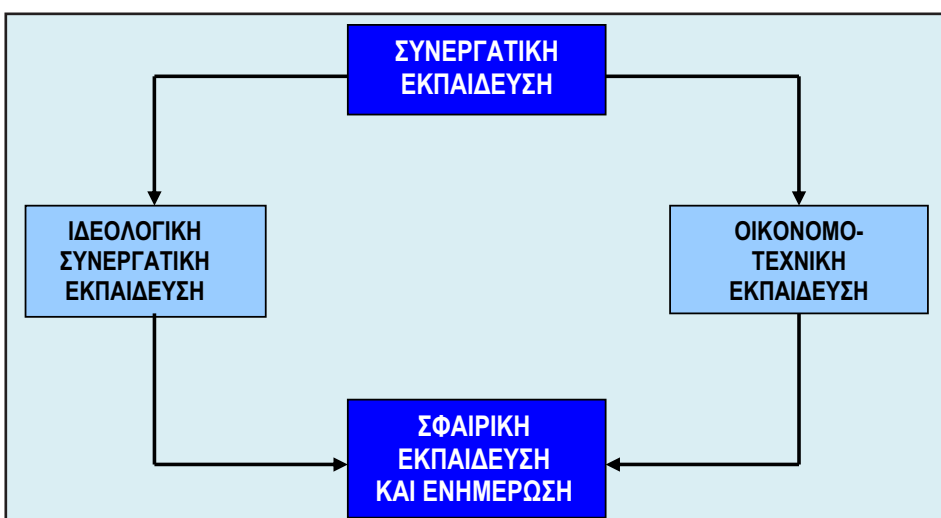 ΣΥΝΕΡΓΑΤΙΚΗ
ΕΚΠΑΙΔΕΥΣΗ
ΙΔΕΟΛΟΓΙΚΗ
ΣΥΝΕΡΓΑΤΙΚΗ
ΕΚΠΑΙΔΕΥΣΗ
ΟΙΚΟΝΟΜΟ-
ΤΕΧΝΙΚΗ
ΕΚΠΑΙΔΕΥΣΗ
ΣΦΑΙΡΙΚΗ
ΕΚΠΑΙΔΕΥΣΗ
ΚΑΙ ΕΝΗΜΕΡΩΣΗ